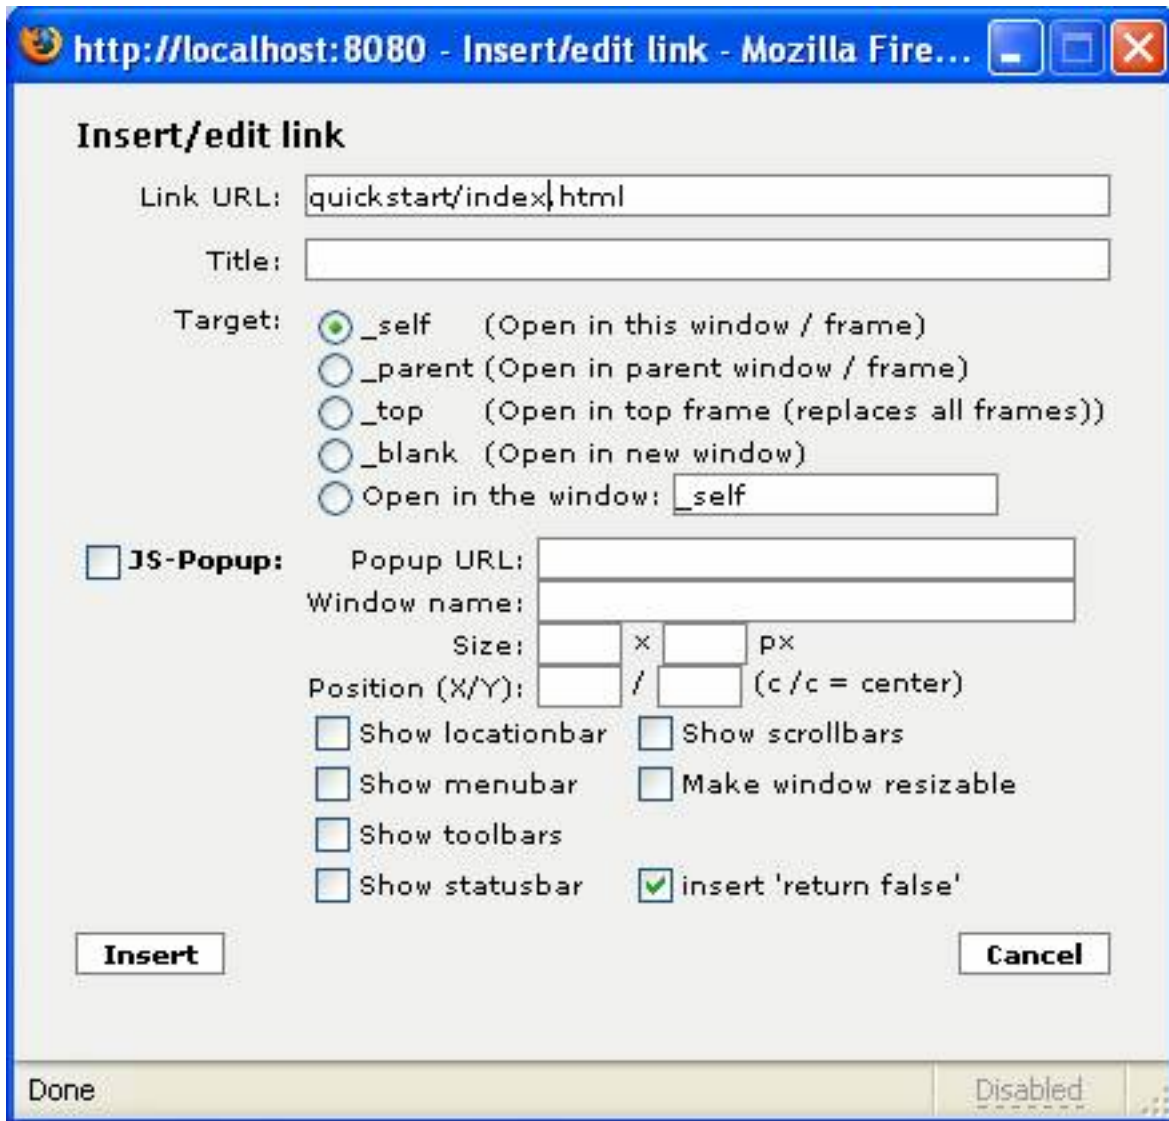 http://localhost:8080 - Insert/edit link - Mozilla Fire...
Insert/edit link
Link URL: quickstart/index.html
Title:
Target: _self (Open in this window / frame)
_parent (Open in parent window / frame)
_top (Open in top frame (replaces all frames))
_blank (Open in new window)
Open in the window: _self
JS-Popup: Popup URL:
Window name:
Size: x px
Position (X/Y): / (c /c = center)
Show locationbar Show scrollbars
Show menubar Make window resizable
Show toolbars
Show statusbar insert 'return false'
Insert Cancel
Done Disabled